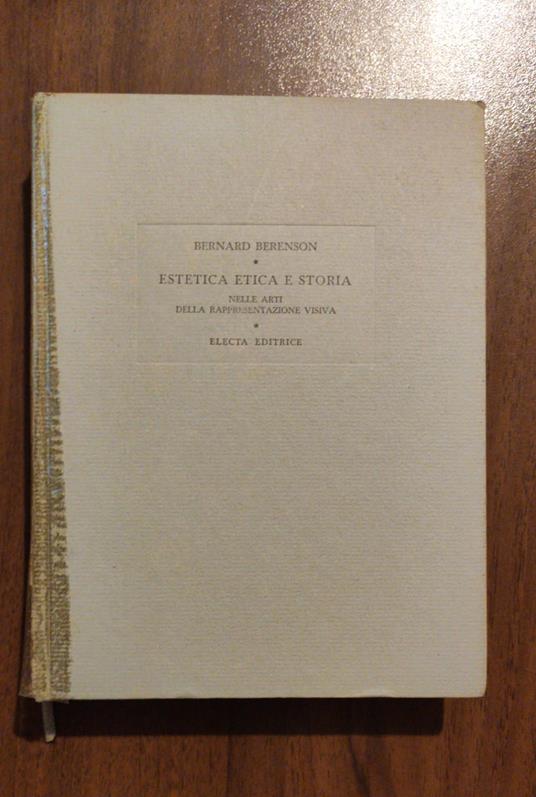 BERNARD BERENSON
*
ESTETICA ETICA E STORIA
NELLE ARTI
DELLA RAPPRESENTAZIONE VISIVA
*
ELECTA EDITRICE